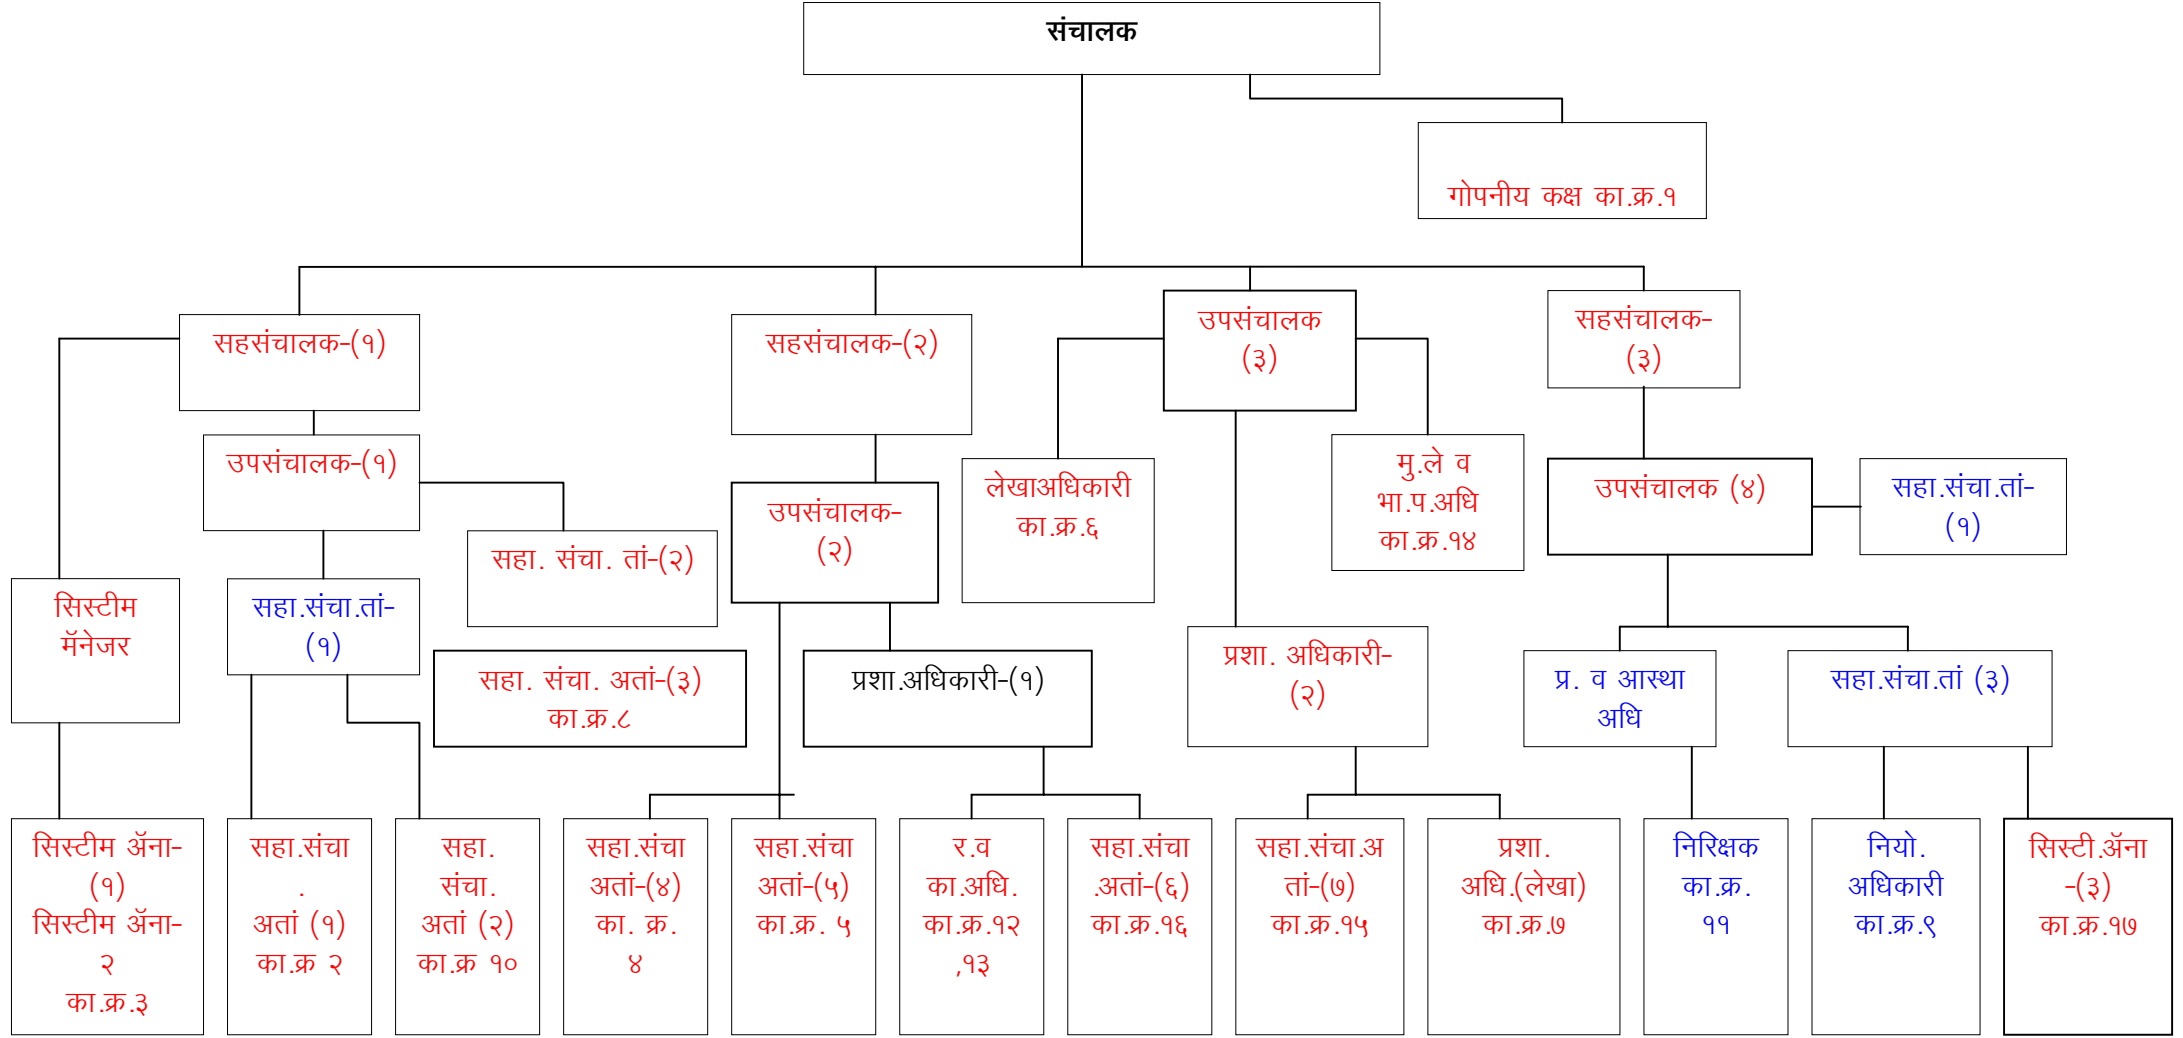 संचालक
गोपनीय कक्ष का.क्र.१
सहसंचालक-(१)
सहसंचालक-(२)
उपसंचालक
(३)
सहसंचालक-
(३)
उपसंचालक-(१)
उपसंचालक-
(२)
लेखाअधिकारी
का.क्र.६
मु.ले व
भा.प.अधि
का.क्र.१४
उपसंचालक (४)
सहा.संचा.तां-
(१)
सहा. संचा. तां-(२)
सिस्टीम
मॅनेजर
सहा.संचा.तां-
(१)
सहा. संचा. अतां-(३)
का.क्र.८
प्रशा.अधिकारी-(१)
प्रशा. अधिकारी-
(२)
प्र. व आस्था
अधि
सहा.संचा.तां (३)
सिस्टीम ॲना-
(१)
सिस्टीम ॲना-
२
का.क्र.३
सहा.संचा
.
अतां (१)
का.क्र २
सहा.
संचा.
अतां (२)
का.क्र १०
सहा.संचा
अतां-(४)
का. क्र.
४
सहा.संचा
अतां-(५)
का.क्र. ५
र.व
का.अधि.
का.क्र.१२
,१३
सहा.संचा
.अतां-(६)
का.क्र.१६
सहा.संचा.अ
तां-(७)
का.क्र.१५
प्रशा.
अधि.(लेखा)
का.क्र.७
निरिक्षक
का.क्र.
११
नियो.
अधिकारी
का.क्र.९
सिस्टी.ॲना
-(३)
का.क्र.१७